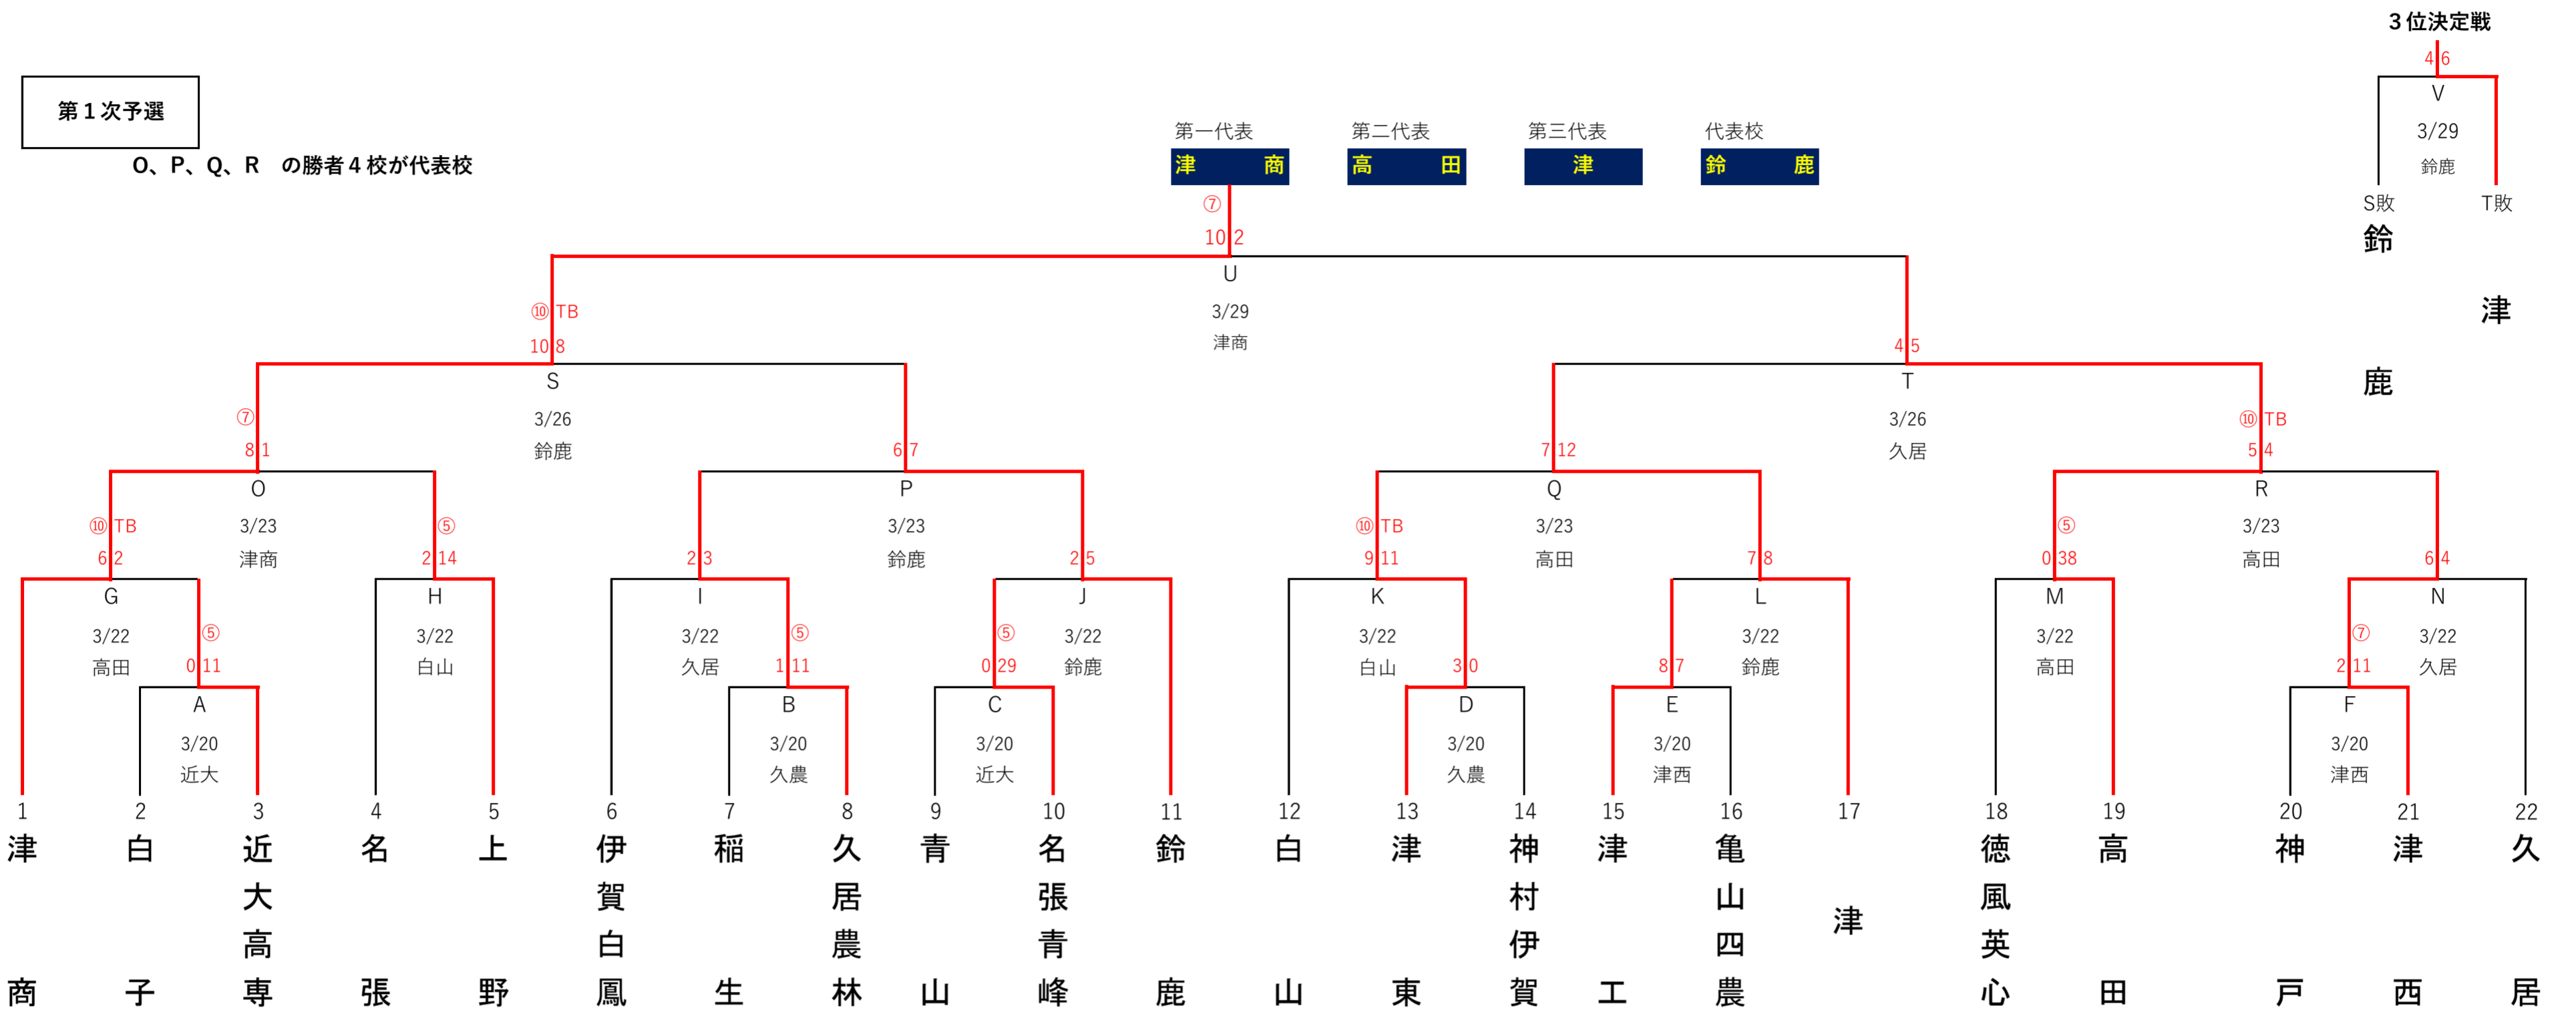 3位決定戦
4 6
第1次予選
V
第一代表 第二代表 第三代表 代表校
3/29
O、P、Q、R の勝者4校が代表校
津商 高田 津 鈴鹿
鈴鹿
⑦
S敗 T敗
10 2
鈴鹿 津
U
⑩ TB
3/29
津商
10 8
4 5
S
T
⑦
3/26
3/26
⑩ TB
8 1
鈴鹿
6 7
7 12
久居
5 4
O
P
Q
R
⑩ TB
3/23
⑤
3/23
⑩ TB
3/23
⑤
3/23
6 2
津商
2 14
2 3
鈴鹿
2 5
9 11
高田
7 8
0 38
高田
6 4
G
H
I
J
K
L
M
N
3/22
⑤
3/22
3/22
⑤
⑤
3/22
3/22
3/22
3/22
⑦
3/22
高田
0 11
白山
久居
1 11
0 29
鈴鹿
白山
3 0
8 7
鈴鹿
高田
2 11
久居
A
B
C
D
E
F
3/20
3/20
3/20
3/20
3/20
3/20
近大
久農
近大
久農
津西
津西
1 2 3 4 5 6 7 8 9 10 11 12 13 14 15 16 17 18 19 20 21 22
津商
白子
近大高専
名張
上野
伊賀白鳳
稲生
久居農林
青山
名張青峰
鈴鹿
白山
津東
神村伊賀
津工
亀山四農
津
徳風英心
高田
神戸
津西
久居